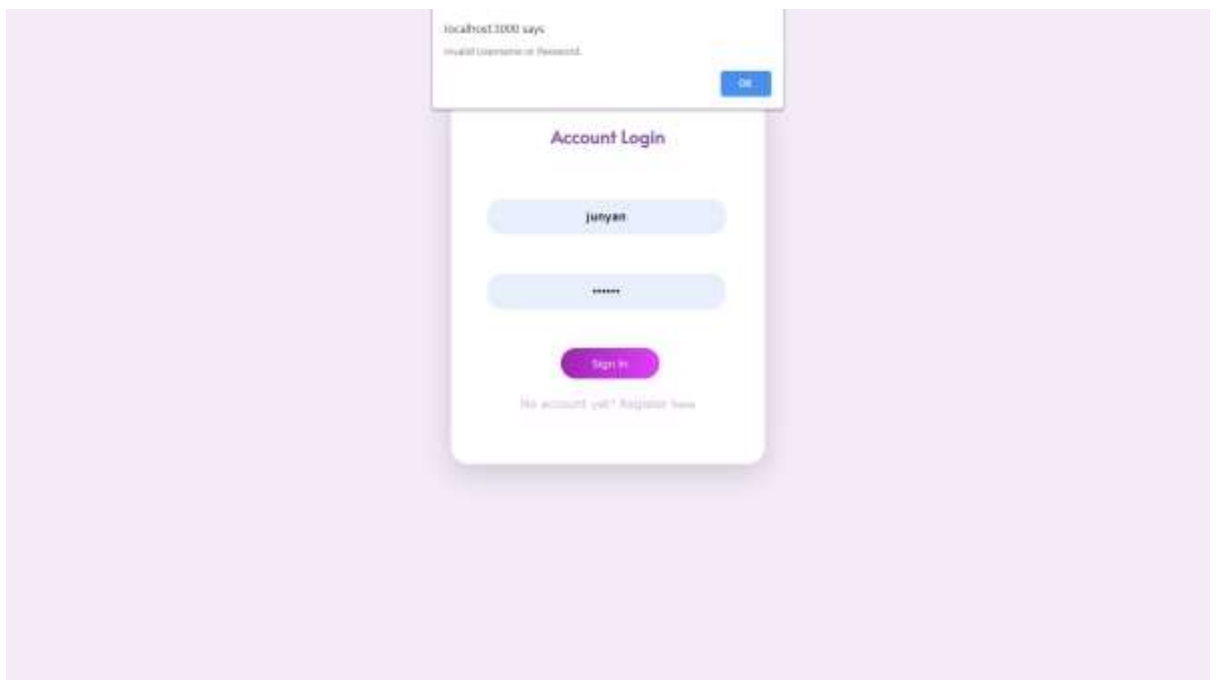 localhost:3000 says
Invalid Username or Password.
OK
Account Login
junyan
••••••
Sign In
No account yet? Register here